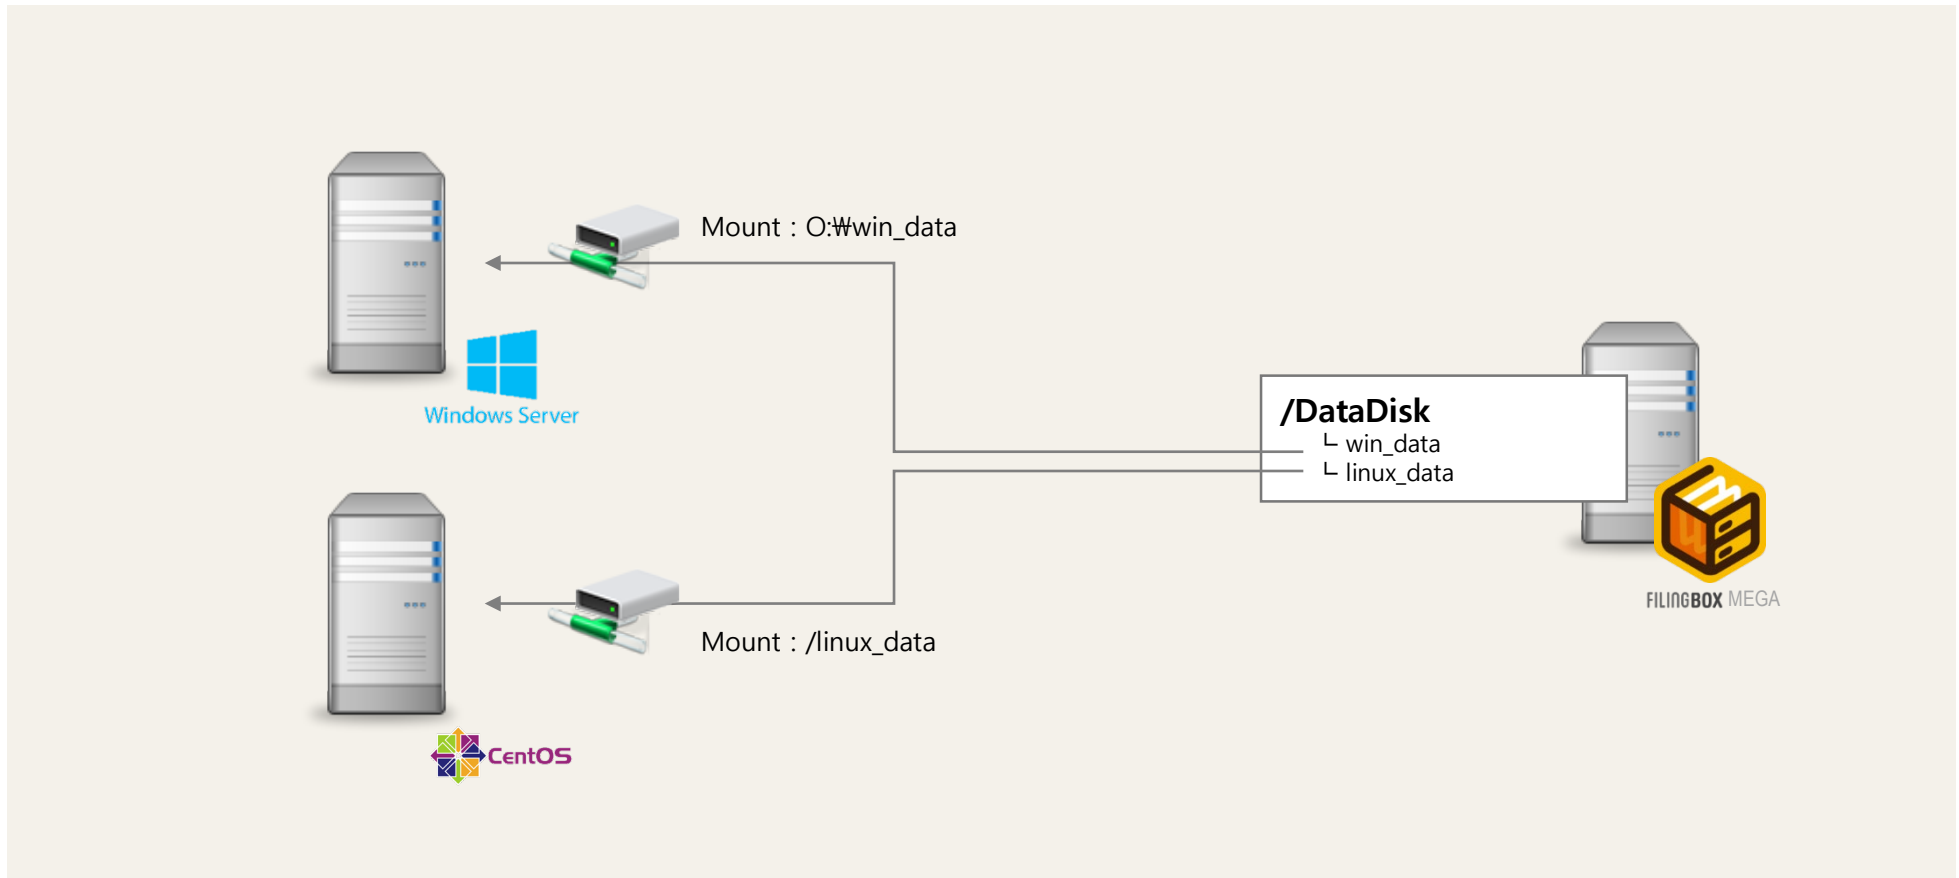 Mount : O:₩win_data
Windows Server
/DataDisk
┗ win_data
┗ linux_data
FILINGBOX MEGA
Mount : /linux_data
CentOS